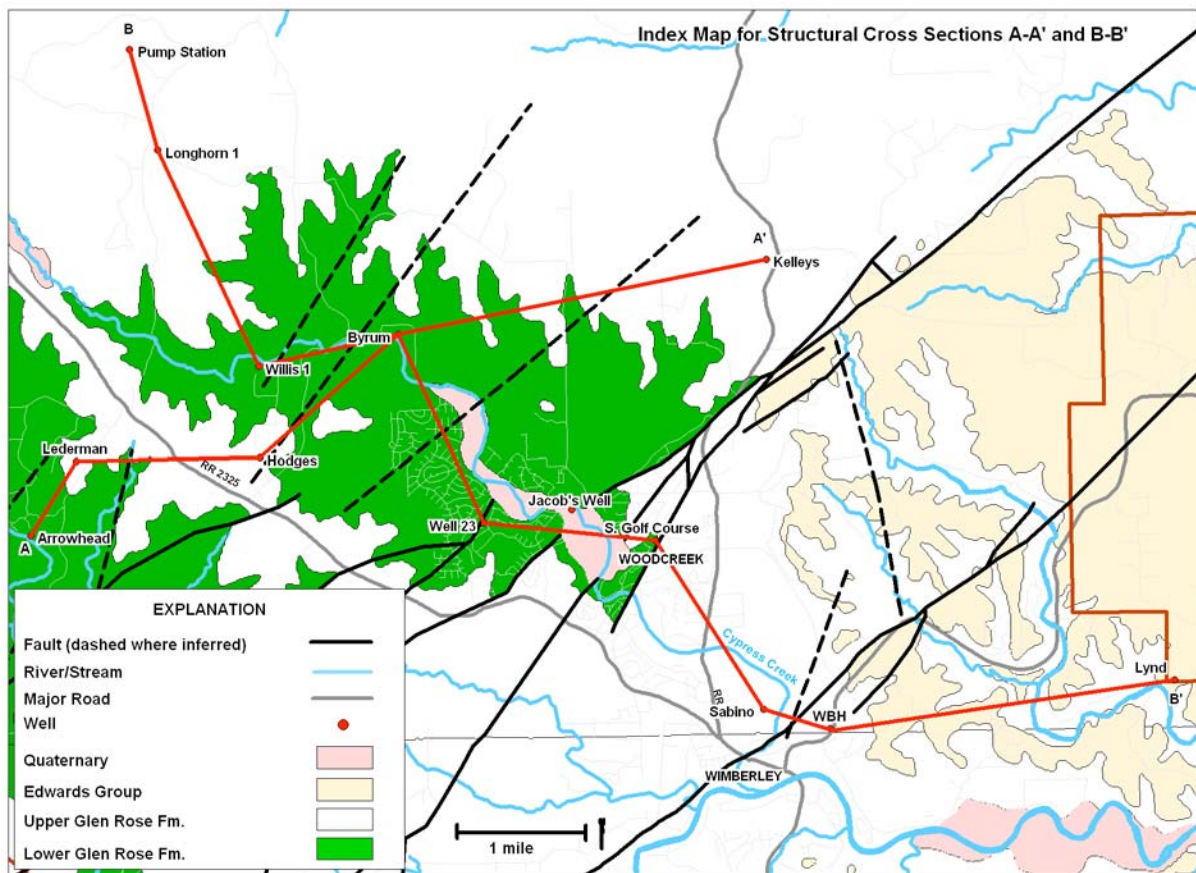 Index Map for Structural Cross Sections A-A' and B-B'
B
Pump Station
Longhorn 1
A'
Kelleys
Byrum
Willis 1
Lederman
Hodges
RR 2325
A
Arrowhead
Jacob's Well
Well 23
S. Golf Course
WOODCREEK
Cypress Creek
Lynd
B'
Sabino
RR
WBH
WIMBERLEY
1 mile
EXPLANATION
Fault (dashed where inferred)
River/Stream
Major Road
Well
Quaternary
Edwards Group
Upper Glen Rose Fm.
Lower Glen Rose Fm.